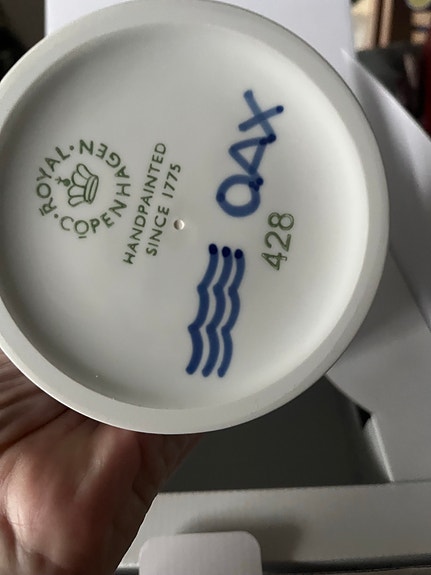 ROYAL
COPENHAGEN
HANDPAINTED
SINCE 1775
428